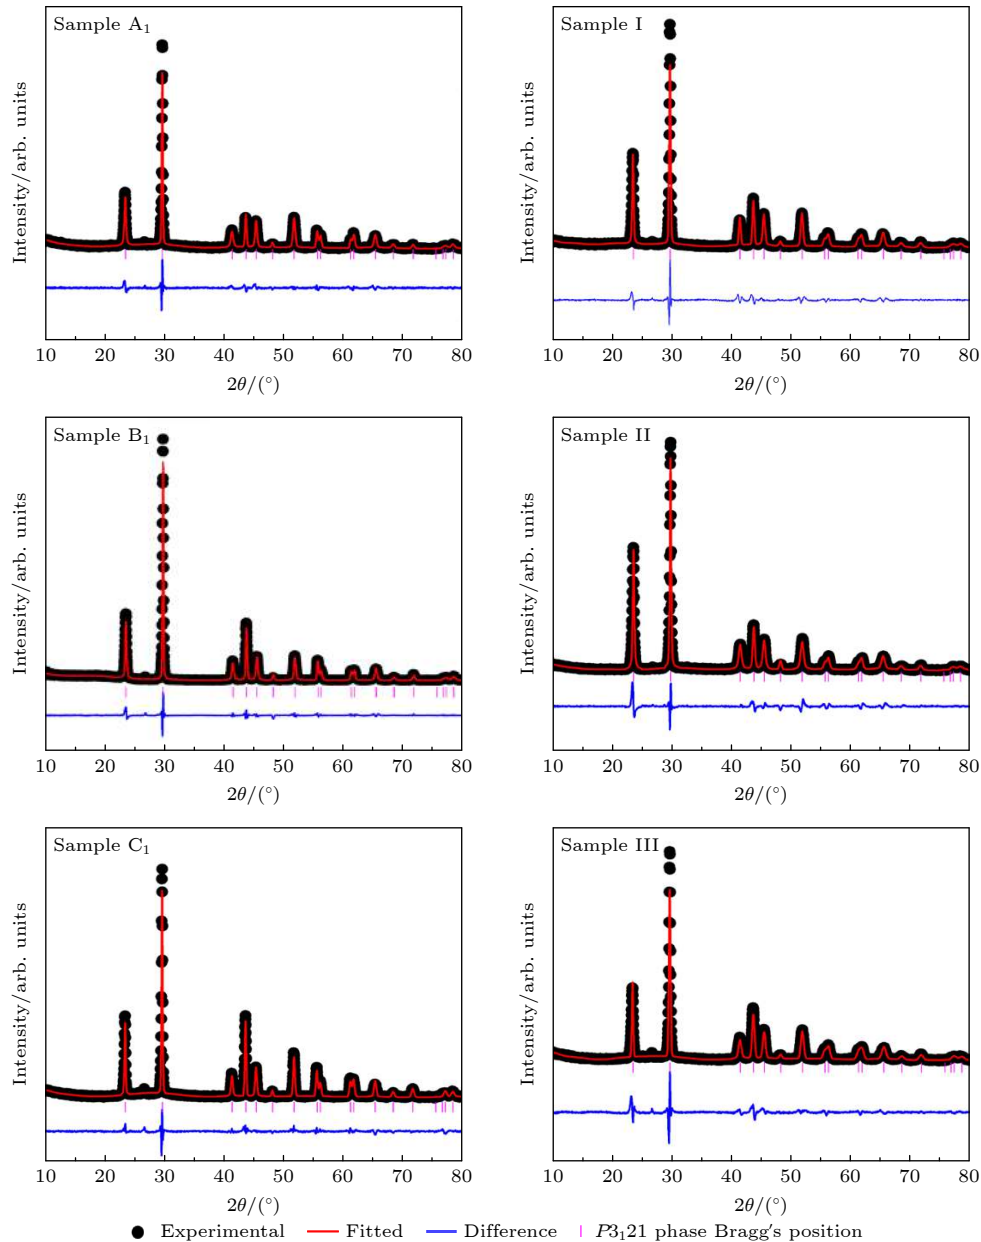 Sample A₁
Intensity/arb. units
10 20 30 40 50 60 70 80
2θ/(°)
Sample I
Intensity/arb. units
10 20 30 40 50 60 70 80
2θ/(°)
Sample B₁
Intensity/arb. units
10 20 30 40 50 60 70 80
2θ/(°)
Sample II
Intensity/arb. units
10 20 30 40 50 60 70 80
2θ/(°)
Sample C₁
Intensity/arb. units
10 20 30 40 50 60 70 80
2θ/(°)
Sample III
Intensity/arb. units
10 20 30 40 50 60 70 80
2θ/(°)
Experimental Fitted Difference P3₁21 phase Bragg's position